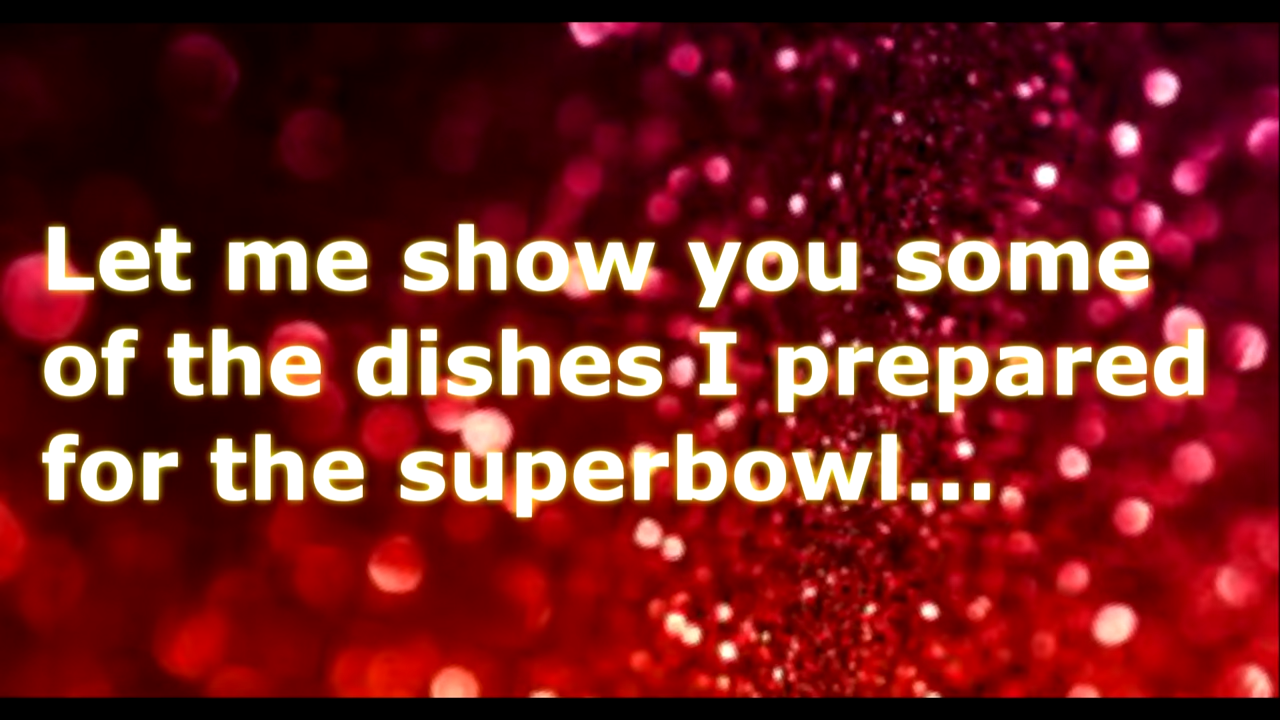 Let me show you some
of the dishes I prepared
for the superbowl...